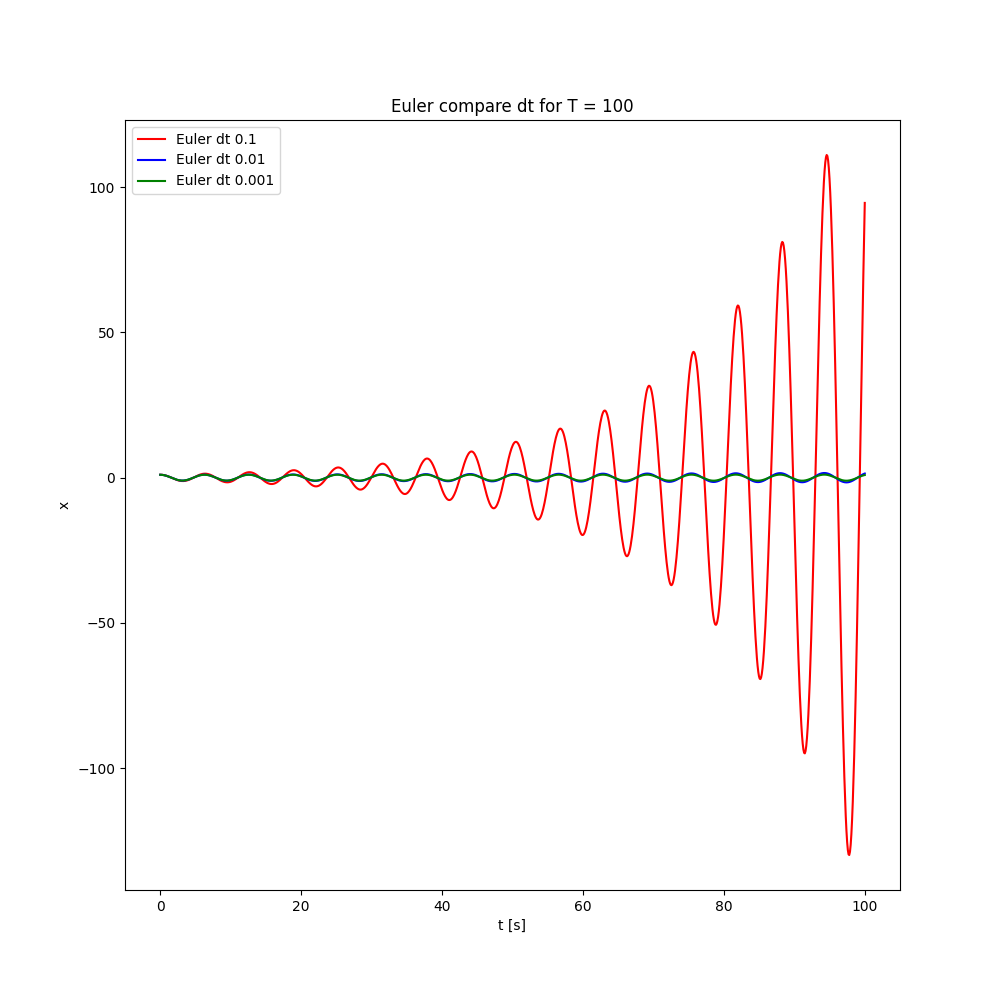 Euler compare dt for T = 100
Euler dt 0.1
Euler dt 0.01
Euler dt 0.001
100
50
0
−50
−100
x
0 20 40 60 80 100
t [s]